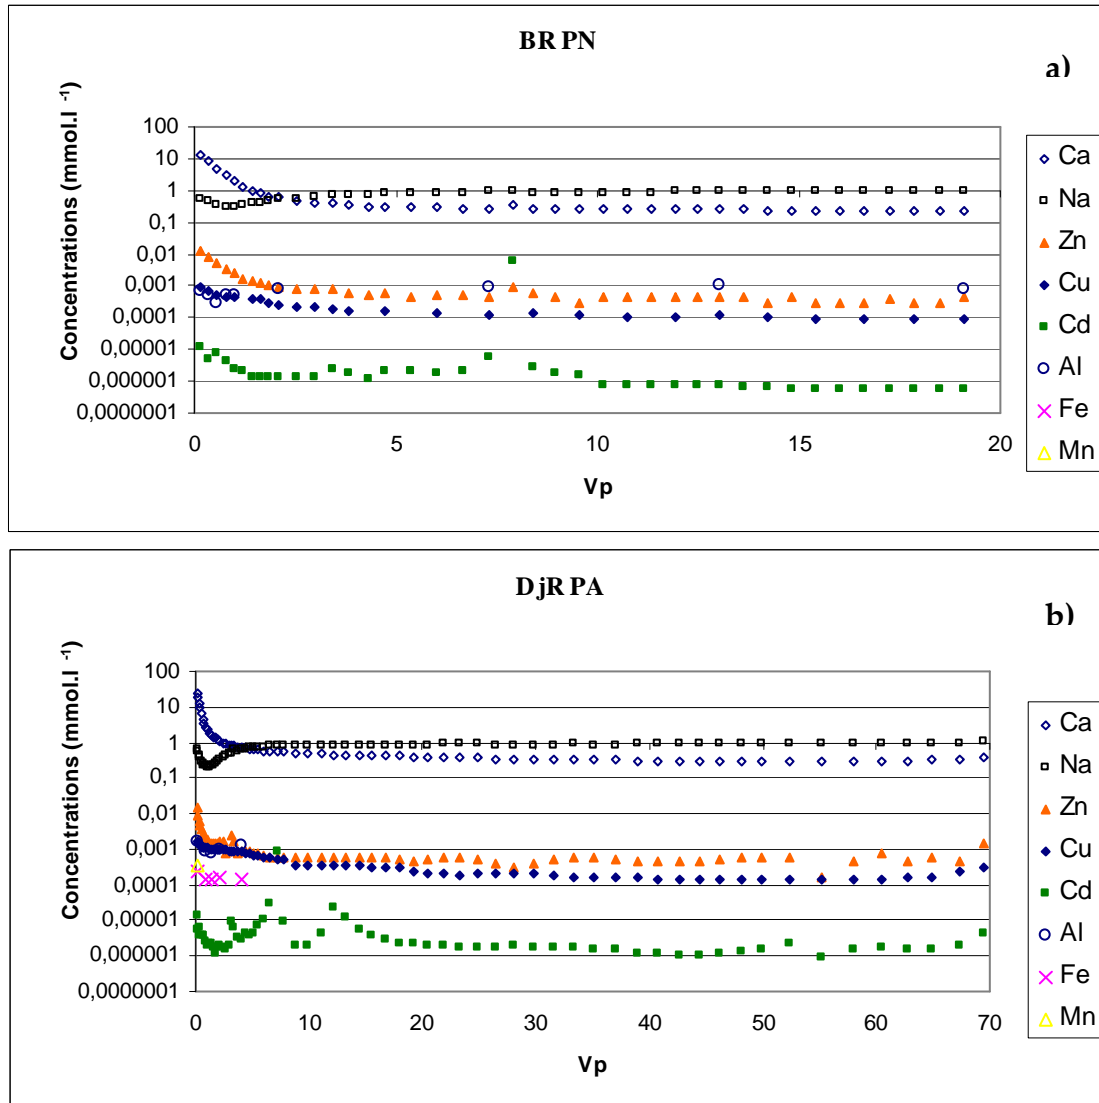 BR PN
a)
Concentrations (mmol.l -1)
100
10
1
0,1
0,01
0,001
0,0001
0,00001
0,000001
0,0000001
0 5 10 15 20
Vp
Ca
Na
Zn
Cu
Cd
Al
Fe
Mn
DjR PA
b)
Concentrations (mmol.l -1)
100
10
1
0,1
0,01
0,001
0,0001
0,00001
0,000001
0,0000001
0 10 20 30 40 50 60 70
Vp
Ca
Na
Zn
Cu
Cd
Al
Fe
Mn